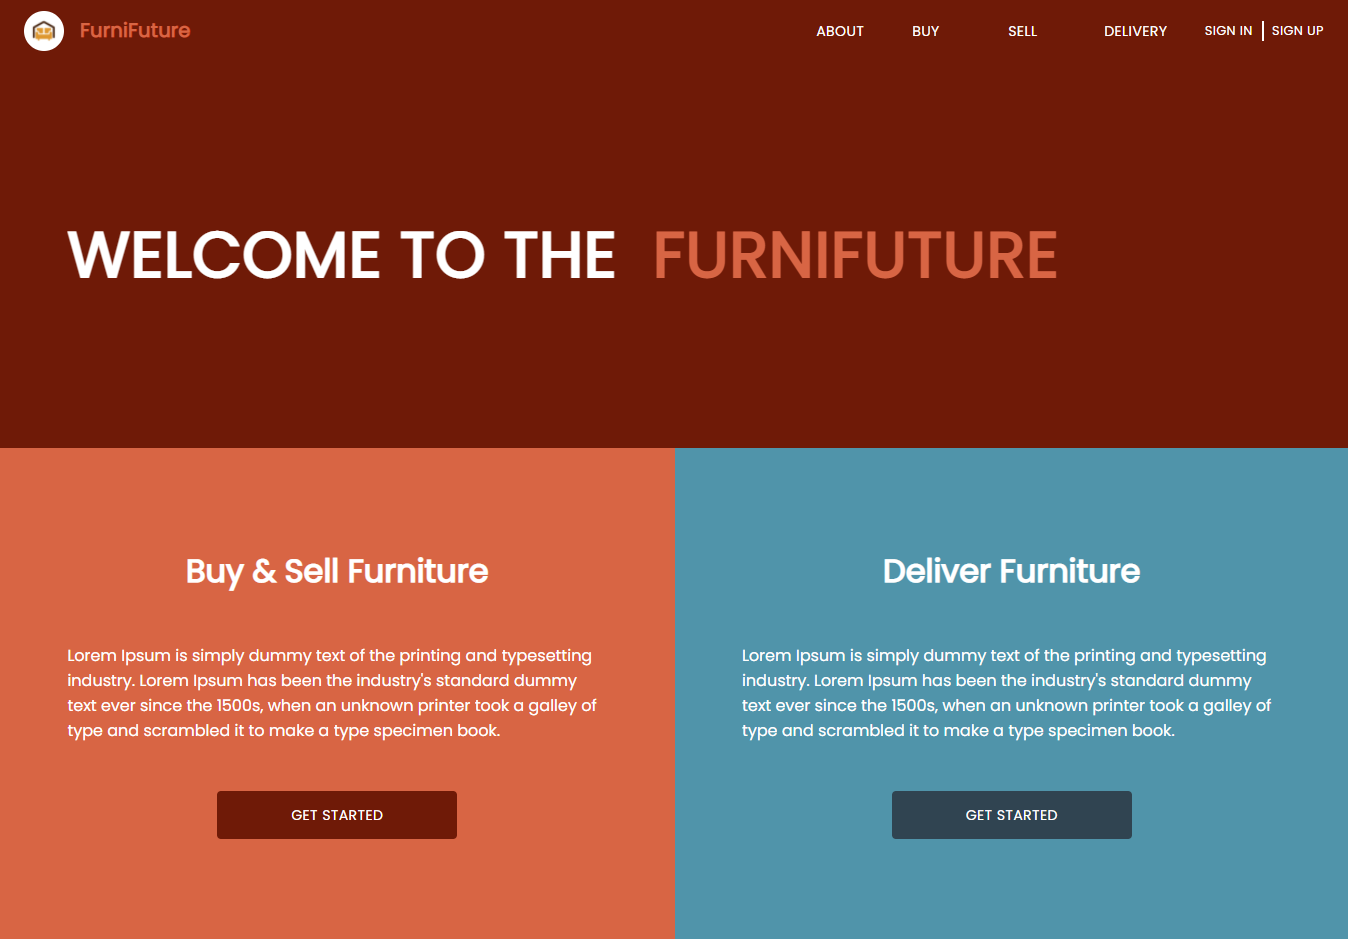 FurniFuture
ABOUT BUY SELL DELIVERY SIGN IN SIGN UP
WELCOME TO THE FURNIFUTURE
Buy & Sell Furniture
Lorem Ipsum is simply dummy text of the printing and typesetting
industry. Lorem Ipsum has been the industry's standard dummy
text ever since the 1500s, when an unknown printer took a galley of
type and scrambled it to make a type specimen book.
GET STARTED
Deliver Furniture
Lorem Ipsum is simply dummy text of the printing and typesetting
industry. Lorem Ipsum has been the industry's standard dummy
text ever since the 1500s, when an unknown printer took a galley of
type and scrambled it to make a type specimen book.
GET STARTED